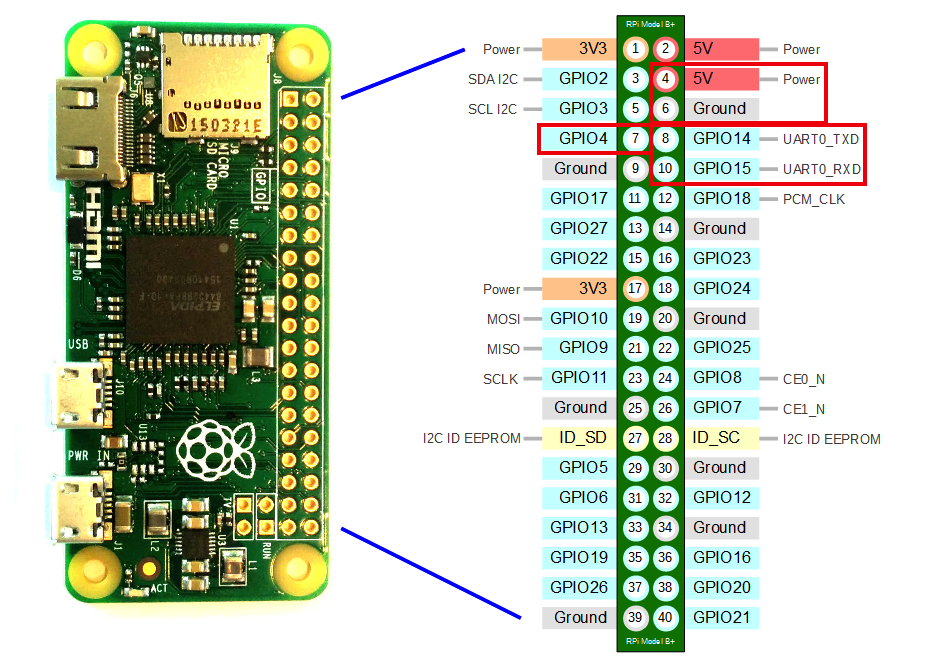 J8
Q5
U8
150321E
J9
MICRO
SD CARD
GPIO
X1
HDMI
D6
ELPIDA
USB
J10
U13
PWR IN
J1
L2
U3
L1
TV
RUN
ACT
RPi Model B+
Power 3V3 1 2 5V Power
SDA I2C GPIO2 3 4 5V Power
SCL I2C GPIO3 5 6 Ground
GPIO4 7 8 GPIO14 UART0_TXD
Ground 9 10 GPIO15 UART0_RXD
GPIO17 11 12 GPIO18 PCM_CLK
GPIO27 13 14 Ground
GPIO22 15 16 GPIO23
Power 3V3 17 18 GPIO24
MOSI GPIO10 19 20 Ground
MISO GPIO9 21 22 GPIO25
SCLK GPIO11 23 24 GPIO8 CE0_N
Ground 25 26 GPIO7 CE1_N
I2C ID EEPROM ID_SD 27 28 ID_SC I2C ID EEPROM
GPIO5 29 30 Ground
GPIO6 31 32 GPIO12
GPIO13 33 34 Ground
GPIO19 35 36 GPIO16
GPIO26 37 38 GPIO20
Ground 39 40 GPIO21
RPi Model B+